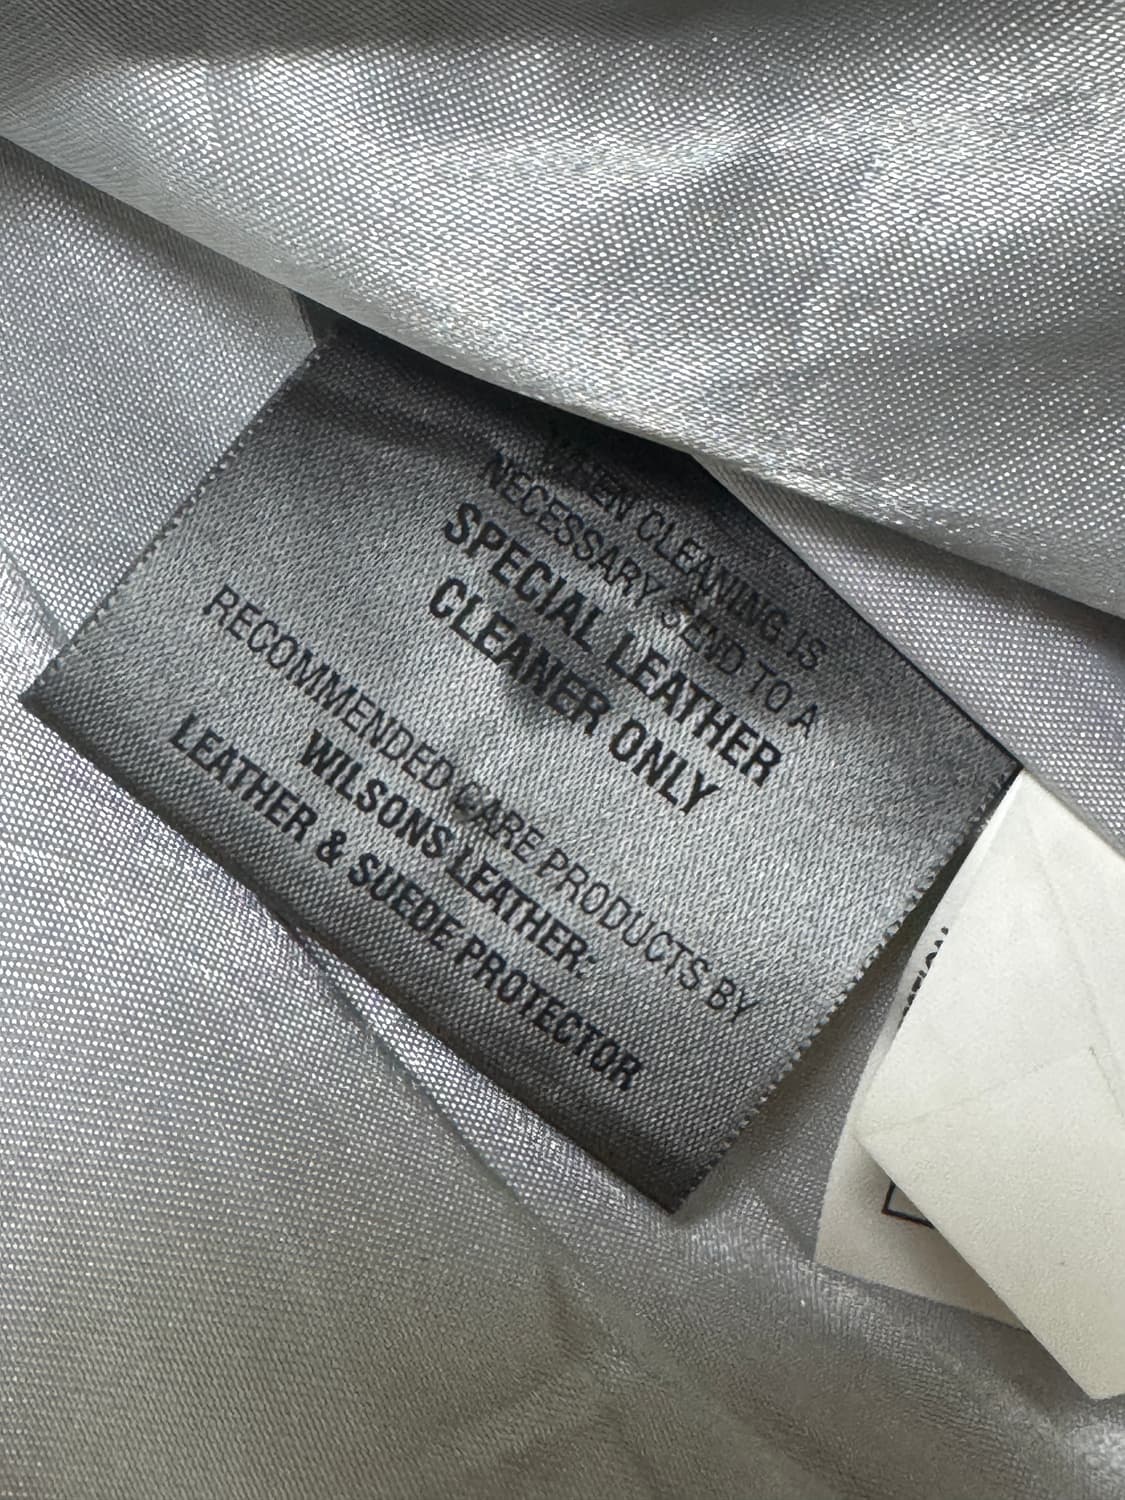 WHEN CLEANING IS
NECESSARY SEND TO A
SPECIAL LEATHER
CLEANER ONLY
RECOMMENDED CARE PRODUCTS BY
WILSONS LEATHER:
LEATHER & SUEDE PROTECTOR